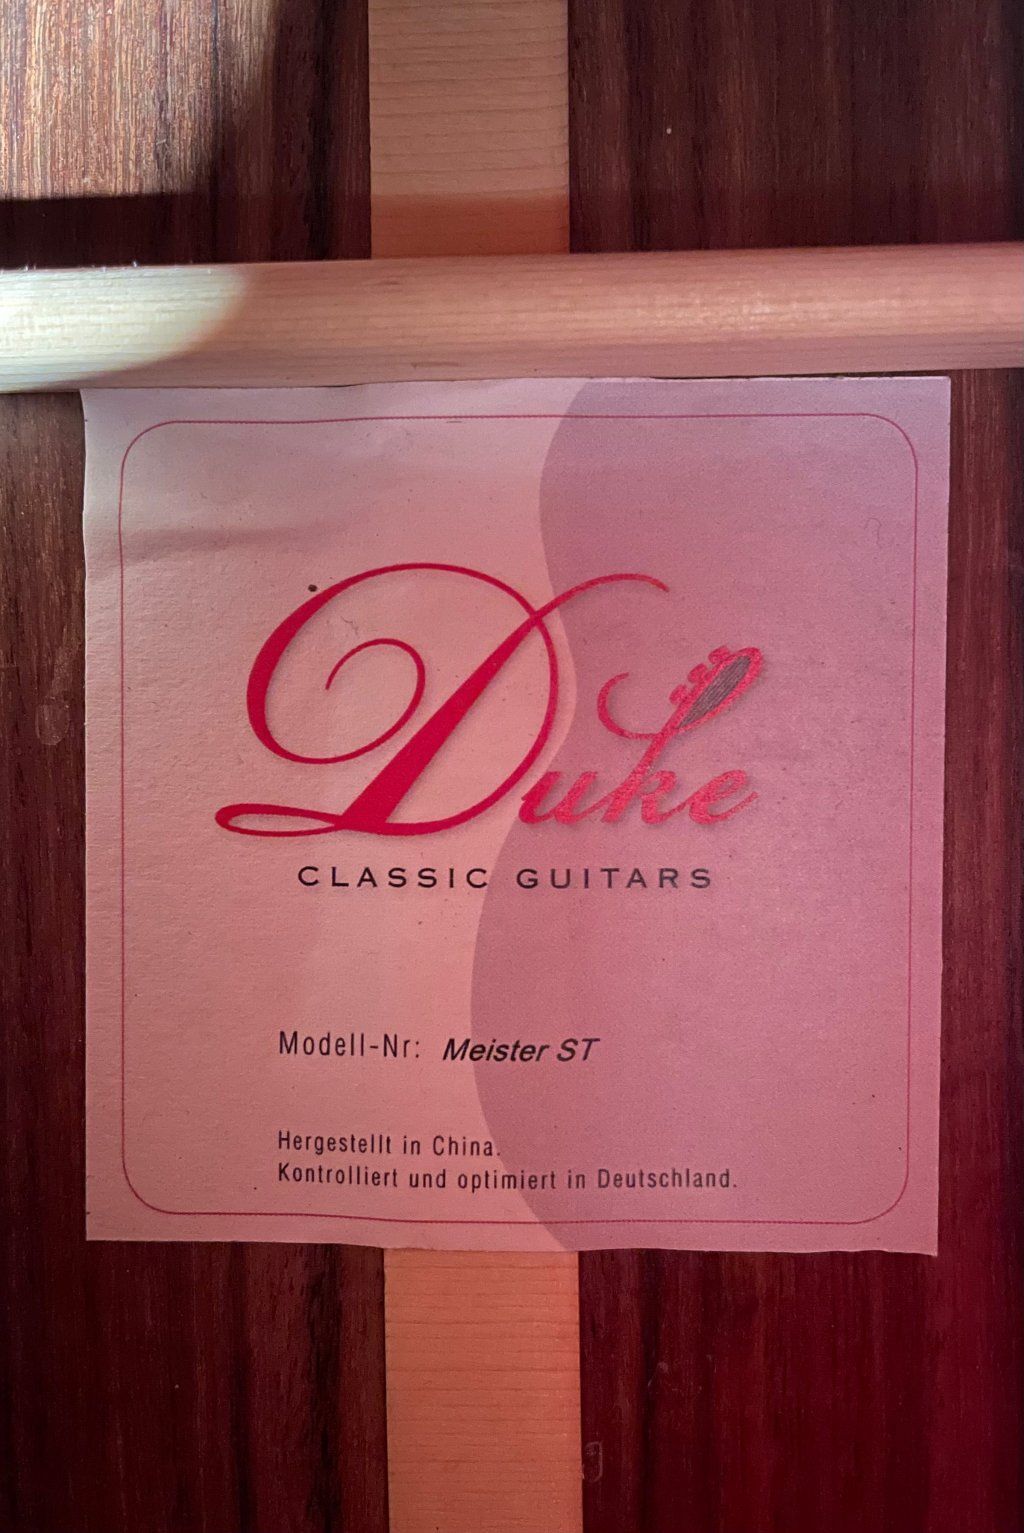 Duke
CLASSIC GUITARS
Modell-Nr: Meister ST
Hergestellt in China.
Kontrolliert und optimiert in Deutschland.